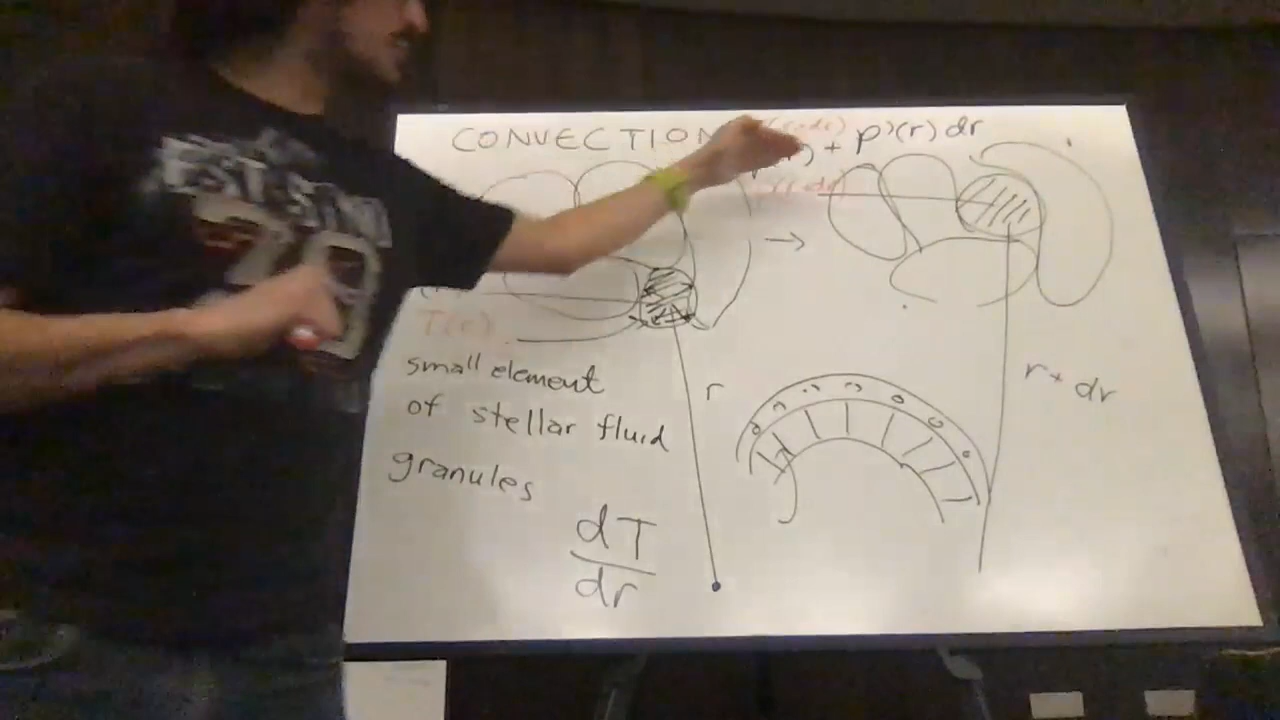 CONVECTION
+ p'(r) dr
→
T(r)
small element
of stellar fluid
granules
r
r + dr
dT
dr